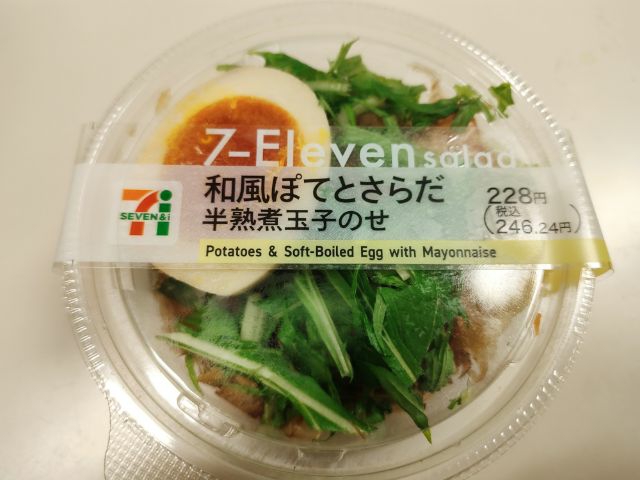 7-Eleven salad
SEVEN&i
和風ぽてとさらだ
半熟煮玉子のせ
228円
(税込
246.24円)
Potatoes & Soft-Boiled Egg with Mayonnaise